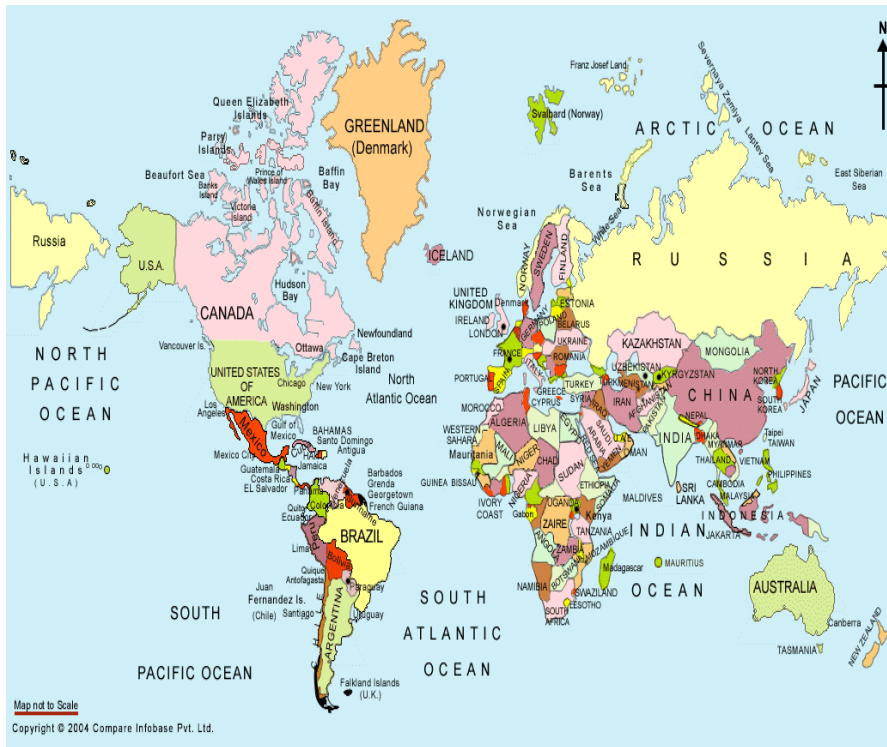 N
Franz Josef Land
Severnaya Zemlya
Queen Elizabeth
Islands
GREENLAND
(Denmark)
Svalbard (Norway)
ARCTIC OCEAN
Laptev Sea
Parry
Islands
Beaufort Sea
Banks
Island
Prince of
Wales Island
Baffin
Bay
Barents
Sea
East Siberian
Sea
Victoria
Island
Baffin Island
Norwegian
Sea
White Sea
Russia
U.S.A.
ICELAND
NORWAY
SWEDEN
FINLAND
RUSSIA
Hudson
Bay
CANADA
UNITED
KINGDOM
Denmark
ESTONIA
IRELAND
LONDON
GERMANY
POLAND
BELARUS
Newfoundland
Vancouver Is.
Ottawa
Cape Breton
Island
UKRAINE
KAZAKHSTAN
MONGOLIA
NORTH
PACIFIC
OCEAN
FRANCE
ITALY
ROMANIA
UZBEKISTAN
KYRGYZSTAN
NORTH
KOREA
UNITED STATES
OF
AMERICA
Chicago
New York
North
Atlantic Ocean
PORTUGAL
SPAIN
GREECE
TURKEY
TURKMENISTAN
CHINA
SOUTH
KOREA
JAPAN
PACIFIC
OCEAN
Washington
Los
Angeles
CYPRUS
SYRIA
IRAQ
IRAN
AFGHANISTAN
PAKISTAN
MOROCCO
ALGERIA
LIBYA
EGYPT
SAUDI
ARABIA
U.A.E
NEPAL
Mexico
Gulf of
Mexico
BAHAMAS
WESTERN
SAHARA
INDIA
DHAKA
MYANMAR
Taipei
TAIWAN
Hawaiian
Islands
(U.S.A)
Mexico City
Cuba
HAITI
Santo Domingo
Antigua
Jamaica
Mauritania
MALI
NIGER
CHAD
SUDAN
YEMEN
OMAN
THAILAND
VIETNAM
PHILIPPINES
Guatemala
Costa Rica
EL Salvador
Panama
Venezuela
Barbados
Grenda
Georgetown
French Guiana
Suriname
GUINEA BISSAU
IVORY
COAST
NIGERIA
ETHIOPIA
SOMALIA
MALDIVES
SRI
LANKA
CAMBODIA
MALAYSIA
Quito
Ecuador
Colombia
Gabon
UGANDA
Kenya
ZAIRE
TANZANIA
INDONESIA
JAKARTA
Peru
Lima
BRAZIL
Bolivia
ANGOLA
ZAMBIA
MOZAMBIQUE
INDIAN
OCEAN
MAURITIUS
Madagascar
Quique
Antofagasta
Paraguay
NAMIBIA
BOTSWANA
SWAZILAND
LESOTHO
SOUTH
AFRICA
AUSTRALIA
Juan
Fernandez Is.
(Chile)
Santiago
CHILE
ARGENTINA
Uruguay
Canberra
TASMANIA
NEW ZEALAND
SOUTH
PACIFIC OCEAN
SOUTH
ATLANTIC
OCEAN
Falkland Islands
(U.K.)
Map not to Scale
Copyright © 2004 Compare Infobase Pvt. Ltd.